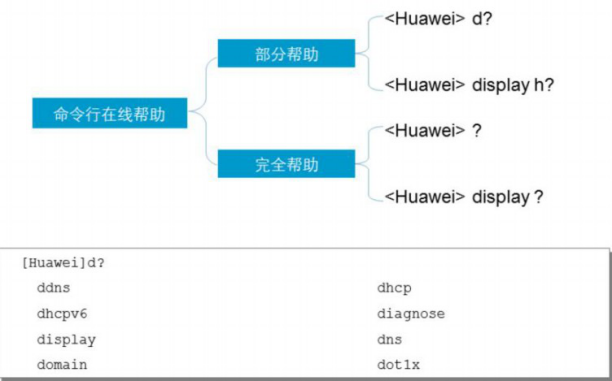 命令行在线帮助
部分帮助
<Huawei> d?
<Huawei> display h?
完全帮助
<Huawei> ?
<Huawei> display ?
[Huawei]d?
ddns dhcp
dhcpv6 diagnose
display dns
domain dot1x